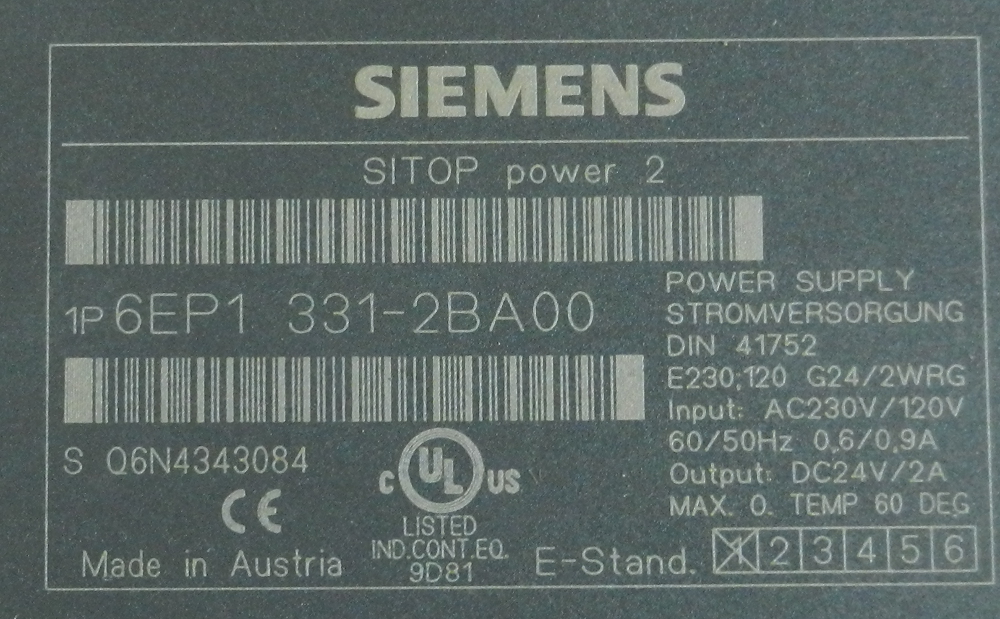 SIEMENS
SITOP power 2
1P 6EP1 331-2BA00
POWER SUPPLY
STROMVERSORGUNG
DIN 41752
E230;120 G24/2WRG
Input: AC230V/120V
60/50Hz 0,6/0,9A
Output: DC24V/2A
MAX. O. TEMP 60 DEG
S Q6N4343084
CE
C UL US
LISTED
IND.CONT.EQ.
9D81
Made in Austria
E-Stand. 1 2 3 4 5 6